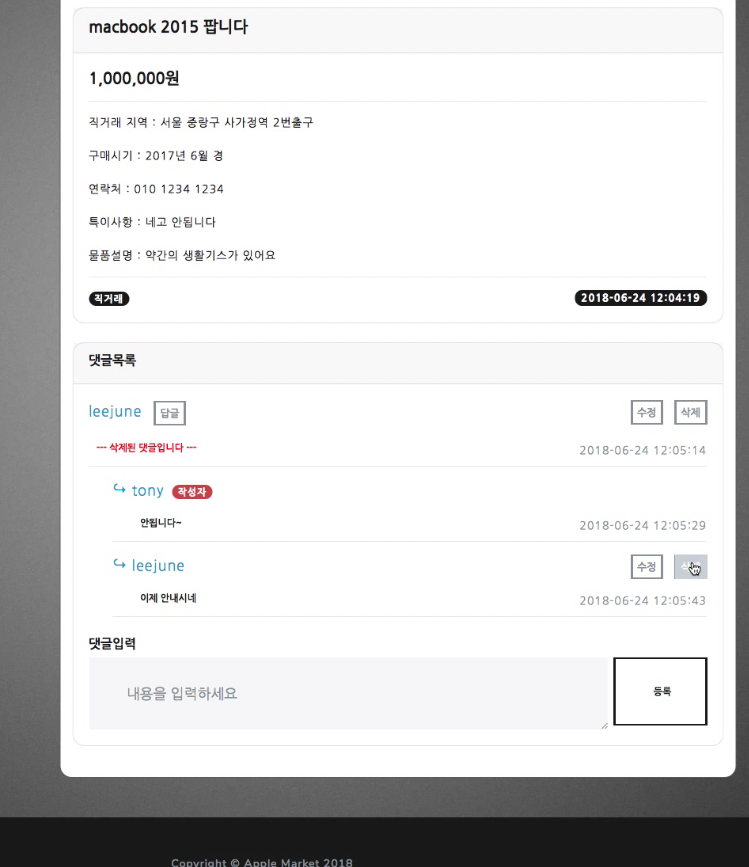 macbook 2015 팝니다
1,000,000원
직거래 지역 : 서울 중랑구 사가정역 2번출구
구매시기 : 2017년 6월 경
연락처 : 010 1234 1234
특이사항 : 네고 안됩니다
물품설명 : 약간의 생활기스가 있어요
직거래 2018-06-24 12:04:19
댓글목록
leejune 답글 수정 삭제
--- 삭제된 댓글입니다 --- 2018-06-24 12:05:14
↪ tony 작성자
안됩니다~ 2018-06-24 12:05:29
↪ leejune 수정
이제 안내시네 2018-06-24 12:05:43
댓글입력
내용을 입력하세요 등록
Copyright © Apple Market 2018